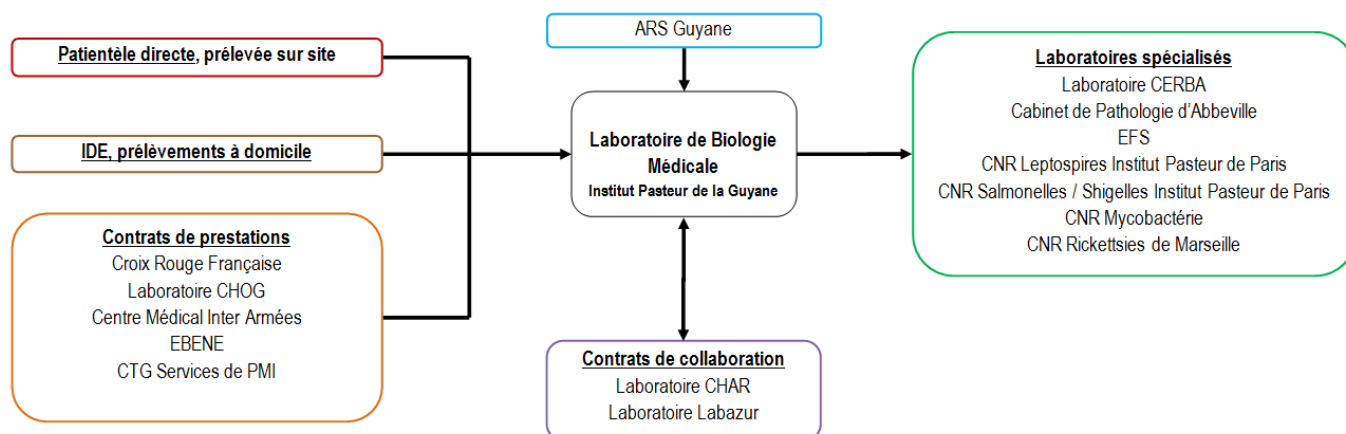 Patientèle directe, prélevée sur site
IDE, prélèvements à domicile
Contrats de prestations
Croix Rouge Française
Laboratoire CHOG
Centre Médical Inter Armées
EBENE
CTG Services de PMI
ARS Guyane
Laboratoire de Biologie
Médicale
Institut Pasteur de la Guyane
Contrats de collaboration
Laboratoire CHAR
Laboratoire Labazur
Laboratoires spécialisés
Laboratoire CERBA
Cabinet de Pathologie d'Abbeville
EFS
CNR Leptospires Institut Pasteur de Paris
CNR Salmonelles / Shigelles Institut Pasteur de Paris
CNR Mycobactérie
CNR Rickettsies de Marseille